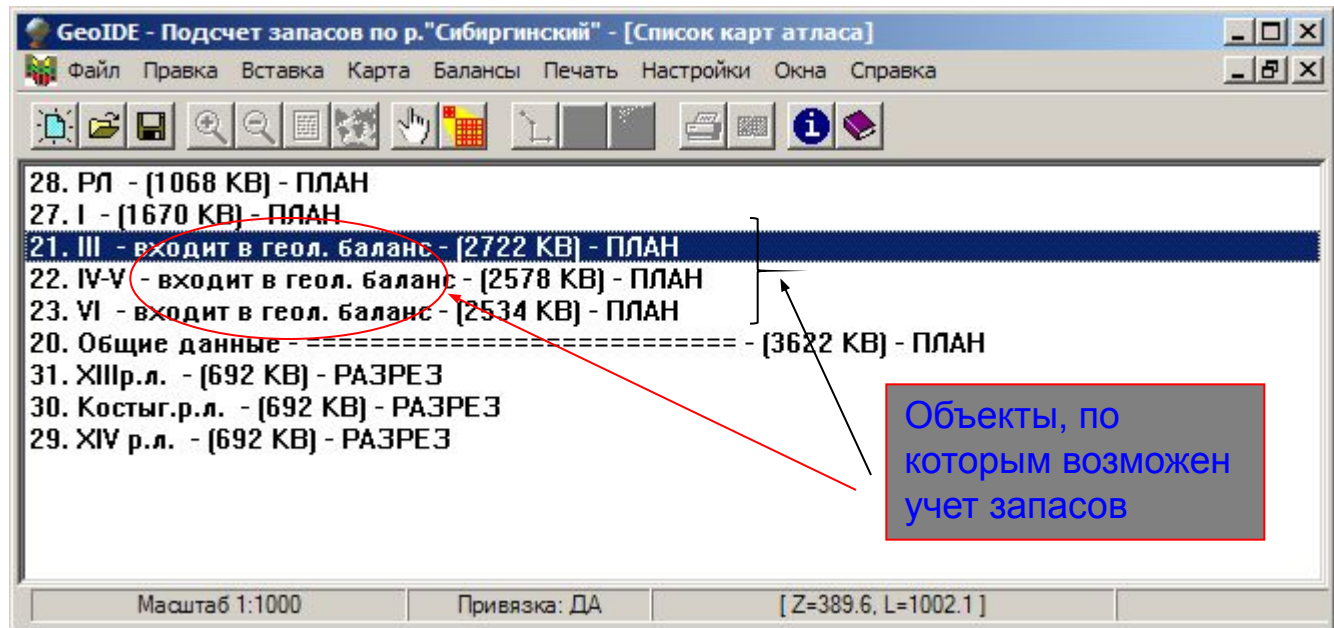 GeoIDE - Подсчет запасов по р."Сибиргинский" - [Список карт атласа]
Файл Правка Вставка Карта Балансы Печать Настройки Окна Справка
28. РЛ - (1068 KB) - ПЛАН
27. I - (1670 KB) - ПЛАН
21. III - входит в геол. баланс - (2722 KB) - ПЛАН
22. IV-V - входит в геол. баланс - (2578 KB) - ПЛАН
23. VI - входит в геол. баланс - (2534 KB) - ПЛАН
20. Общие данные - =========================== - (3622 KB) - ПЛАН
31. XIIIр.л. - (692 KB) - РАЗРЕЗ
30. Костыг.р.л. - (692 KB) - РАЗРЕЗ
29. XIV р.л. - (692 KB) - РАЗРЕЗ
Объекты, по
которым возможен
учет запасов
Масштаб 1:1000 Привязка: ДА [ Z=389.6, L=1002.1 ]